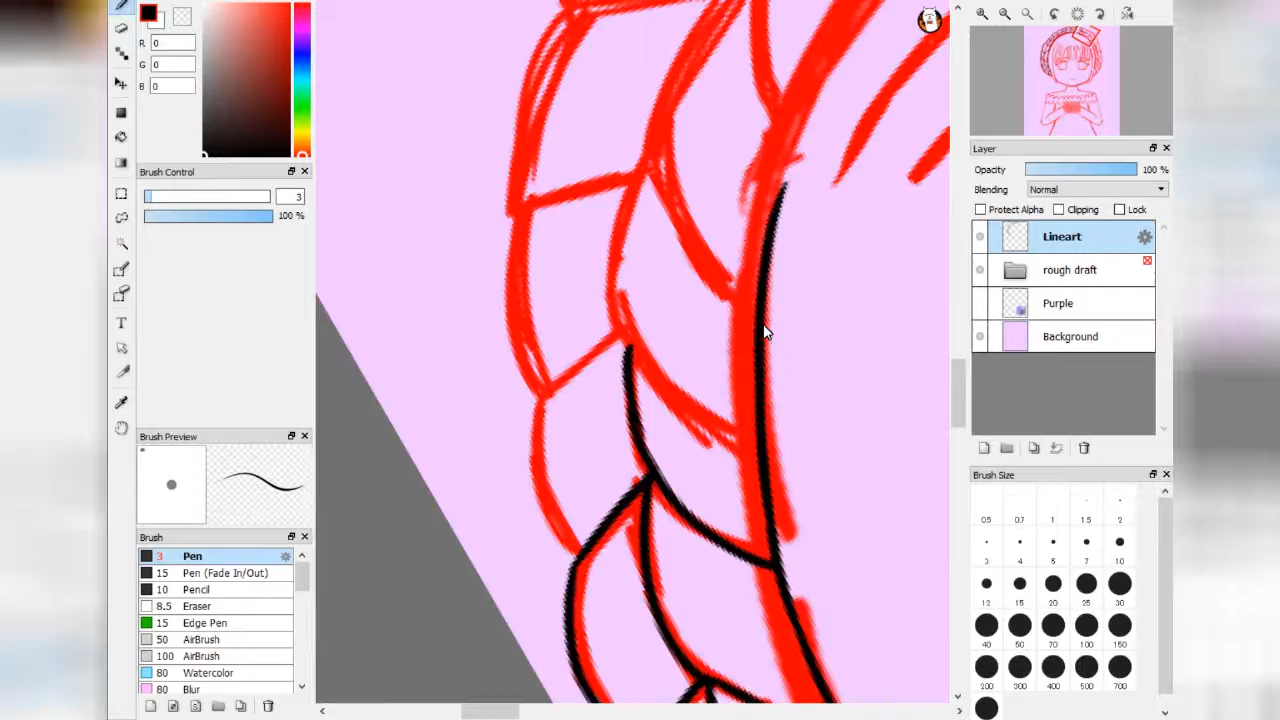 R 0
G 0
B 0
Brush Control
3
100 %
Brush Preview
Brush
3 Pen
15 Pen (Fade In/Out)
10 Pencil
8.5 Eraser
15 Edge Pen
50 AirBrush
100 AirBrush
80 Watercolor
80 Blur
T
Layer
Opacity 100 %
Blending Normal
Protect Alpha Clipping Lock
Lineart
rough draft
Purple
Background
Brush Size
0.5 0.7 1 1.5 2
3 4 5 7 10
12 15 20 25 30
40 50 70 100 150
200 300 400 500 700